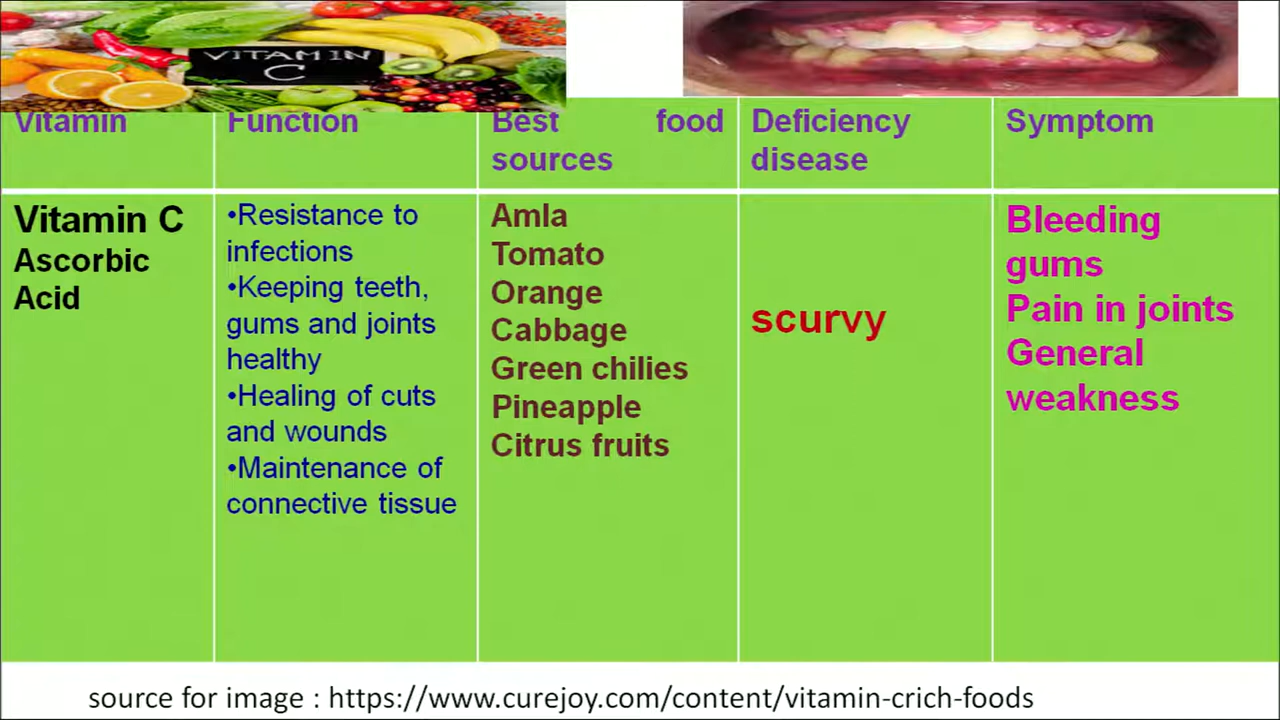 VITAMIN
C
Vitamin
Function
Best food
sources
Deficiency
disease
Symptom
Vitamin C
Ascorbic
Acid
•Resistance to
infections
•Keeping teeth,
gums and joints
healthy
•Healing of cuts
and wounds
•Maintenance of
connective tissue
Amla
Tomato
Orange
Cabbage
Green chilies
Pineapple
Citrus fruits
scurvy
Bleeding
gums
Pain in joints
General
weakness
source for image : https://www.curejoy.com/content/vitamin-crich-foods